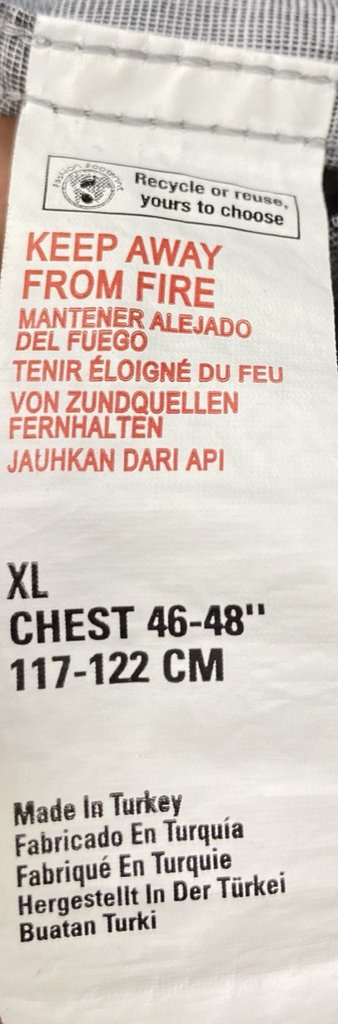 Fashion Footprint
Recycle or reuse,
yours to choose
KEEP AWAY
FROM FIRE
MANTENER ALEJADO
DEL FUEGO
TENIR ÉLOIGNÉ DU FEU
VON ZUNDQUELLEN
FERNHALTEN
JAUHKAN DARI API
XL
CHEST 46-48"
117-122 CM
Made In Turkey
Fabricado En Turquía
Fabriqué En Turquie
Hergestellt In Der Türkei
Buatan Turki